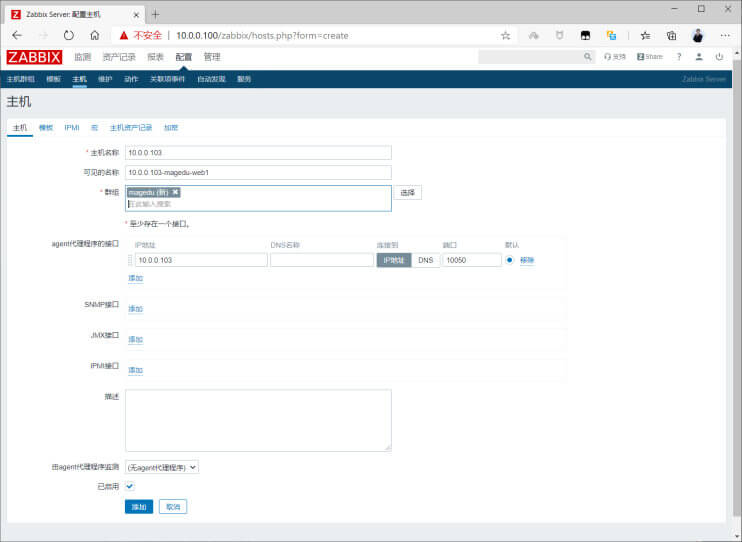 Zabbix Server: 配置主机
不安全 10.0.0.100/zabbix/hosts.php?form=create
ZABBIX 监测 资产记录 报表 配置 管理 支持 Z Share ?
主机群组 模板 主机 维护 动作 关联项事件 自动发现 服务 Zabbix Server
主机
主机 模板 IPMI 宏 主机资产记录 加密
* 主机名称 10.0.0.103
可见的名称 10.0.0.103-magedu-web1
* 群组 magedu (新) 选择
在此输入搜索
* 至少存在一个接口。
agent代理程序的接口 IP地址 DNS名称 连接到 端口 默认
10.0.0.103 IP地址 DNS 10050 移除
添加
SNMP接口 添加
JMX接口 添加
IPMI接口 添加
描述
由agent代理程序监测 (无agent代理程序)
已启用
添加 取消